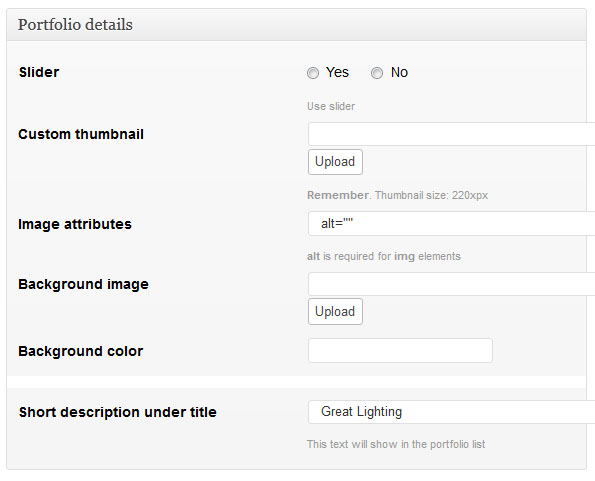 Portfolio details
Slider Yes No
Use slider
Custom thumbnail
Upload
Remember. Thumbnail size: 220xpx
Image attributes alt=""
alt is required for img elements
Background image
Upload
Background color
Short description under title Great Lighting
This text will show in the portfolio list